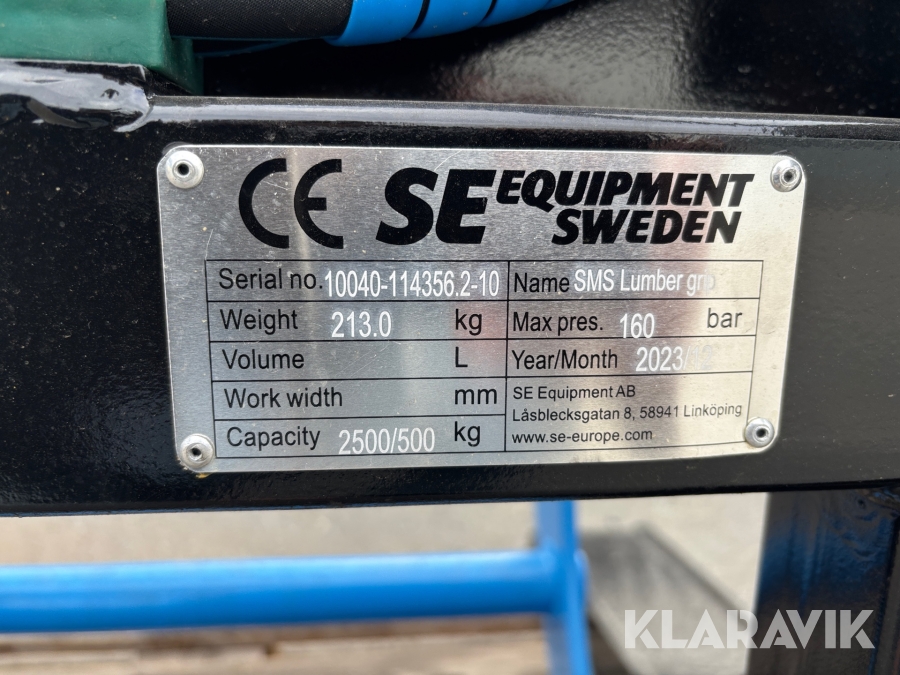 CE SE EQUIPMENT
SWEDEN
Serial no. 10040-114356.2-10
Name SMS Lumber
Weight 213.0 kg
Max pres. 160 bar
Volume L
Year/Month 2023/
Work width mm
SE Equipment AB
Låsblecksgatan 8, 58941 Linköping
Capacity 2500/500 kg
www.se-europe.com
KLARAVIK